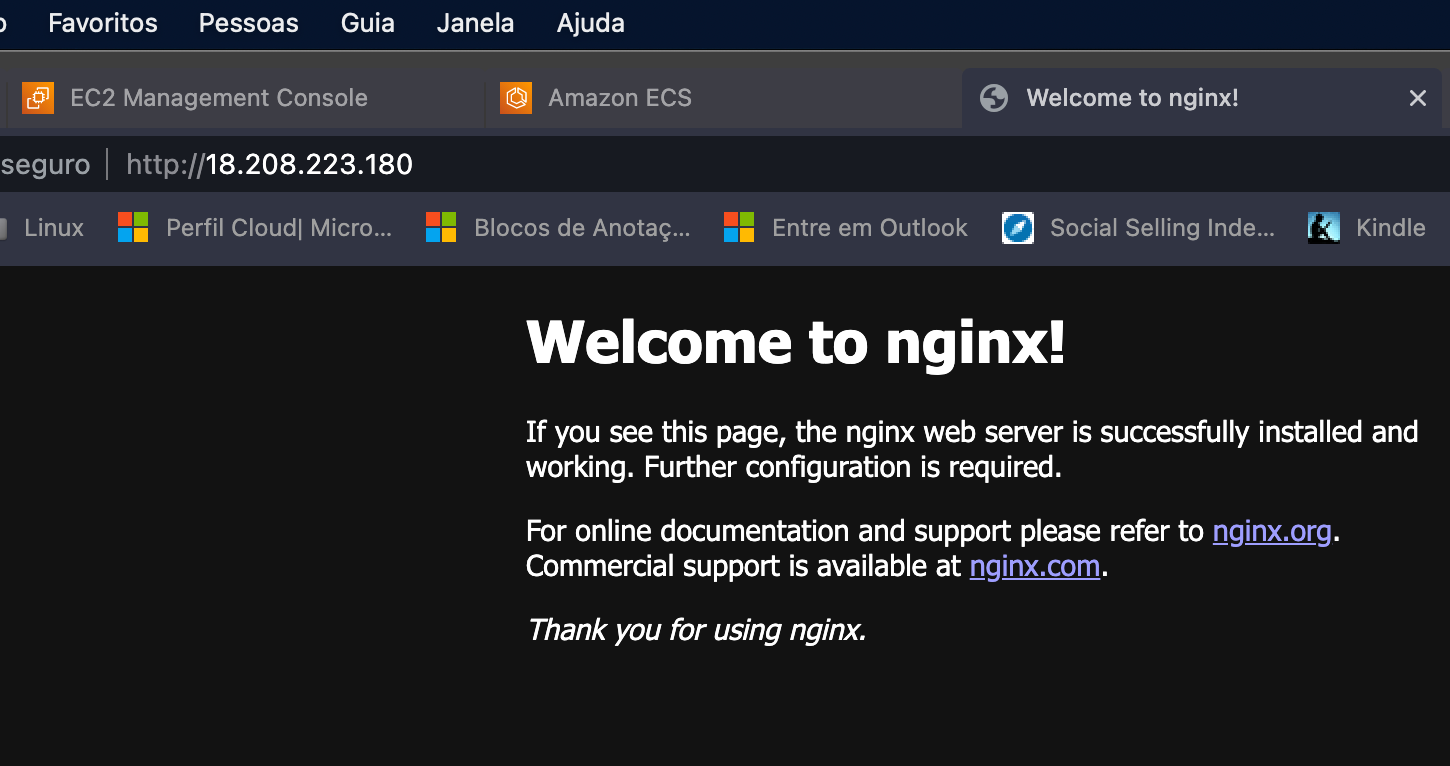 Favoritos Pessoas Guia Janela Ajuda
EC2 Management Console Amazon ECS Welcome to nginx!
seguro http://18.208.223.180
Linux Perfil Cloud| Micro... Blocos de Anotaç... Entre em Outlook Social Selling Inde... Kindle
Welcome to nginx!
If you see this page, the nginx web server is successfully installed and
working. Further configuration is required.
For online documentation and support please refer to nginx.org.
Commercial support is available at nginx.com.
Thank you for using nginx.